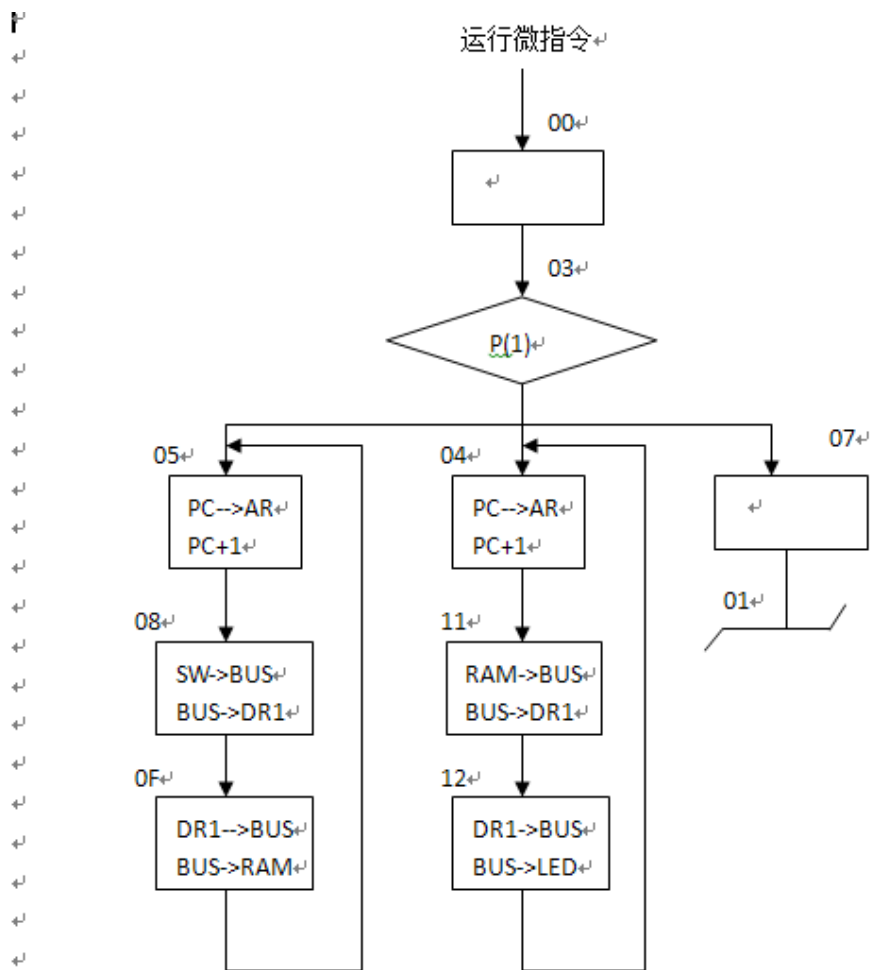 运行微指令
00
03
P(1)
05
04
07
PC-->AR
PC+1
PC-->AR
PC+1
01
08
11
SW->BUS
BUS->DR1
RAM->BUS
BUS->DR1
0F
12
DR1-->BUS
BUS->RAM
DR1->BUS
BUS->LED